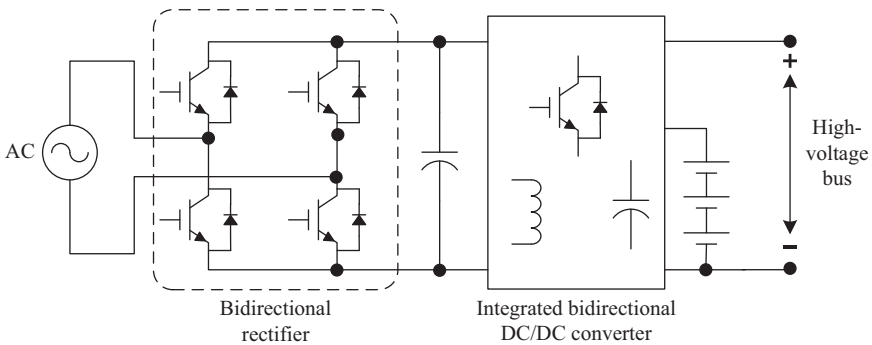 AC
+
High-
voltage
bus
−
Bidirectional
rectifier
Integrated bidirectional
DC/DC converter